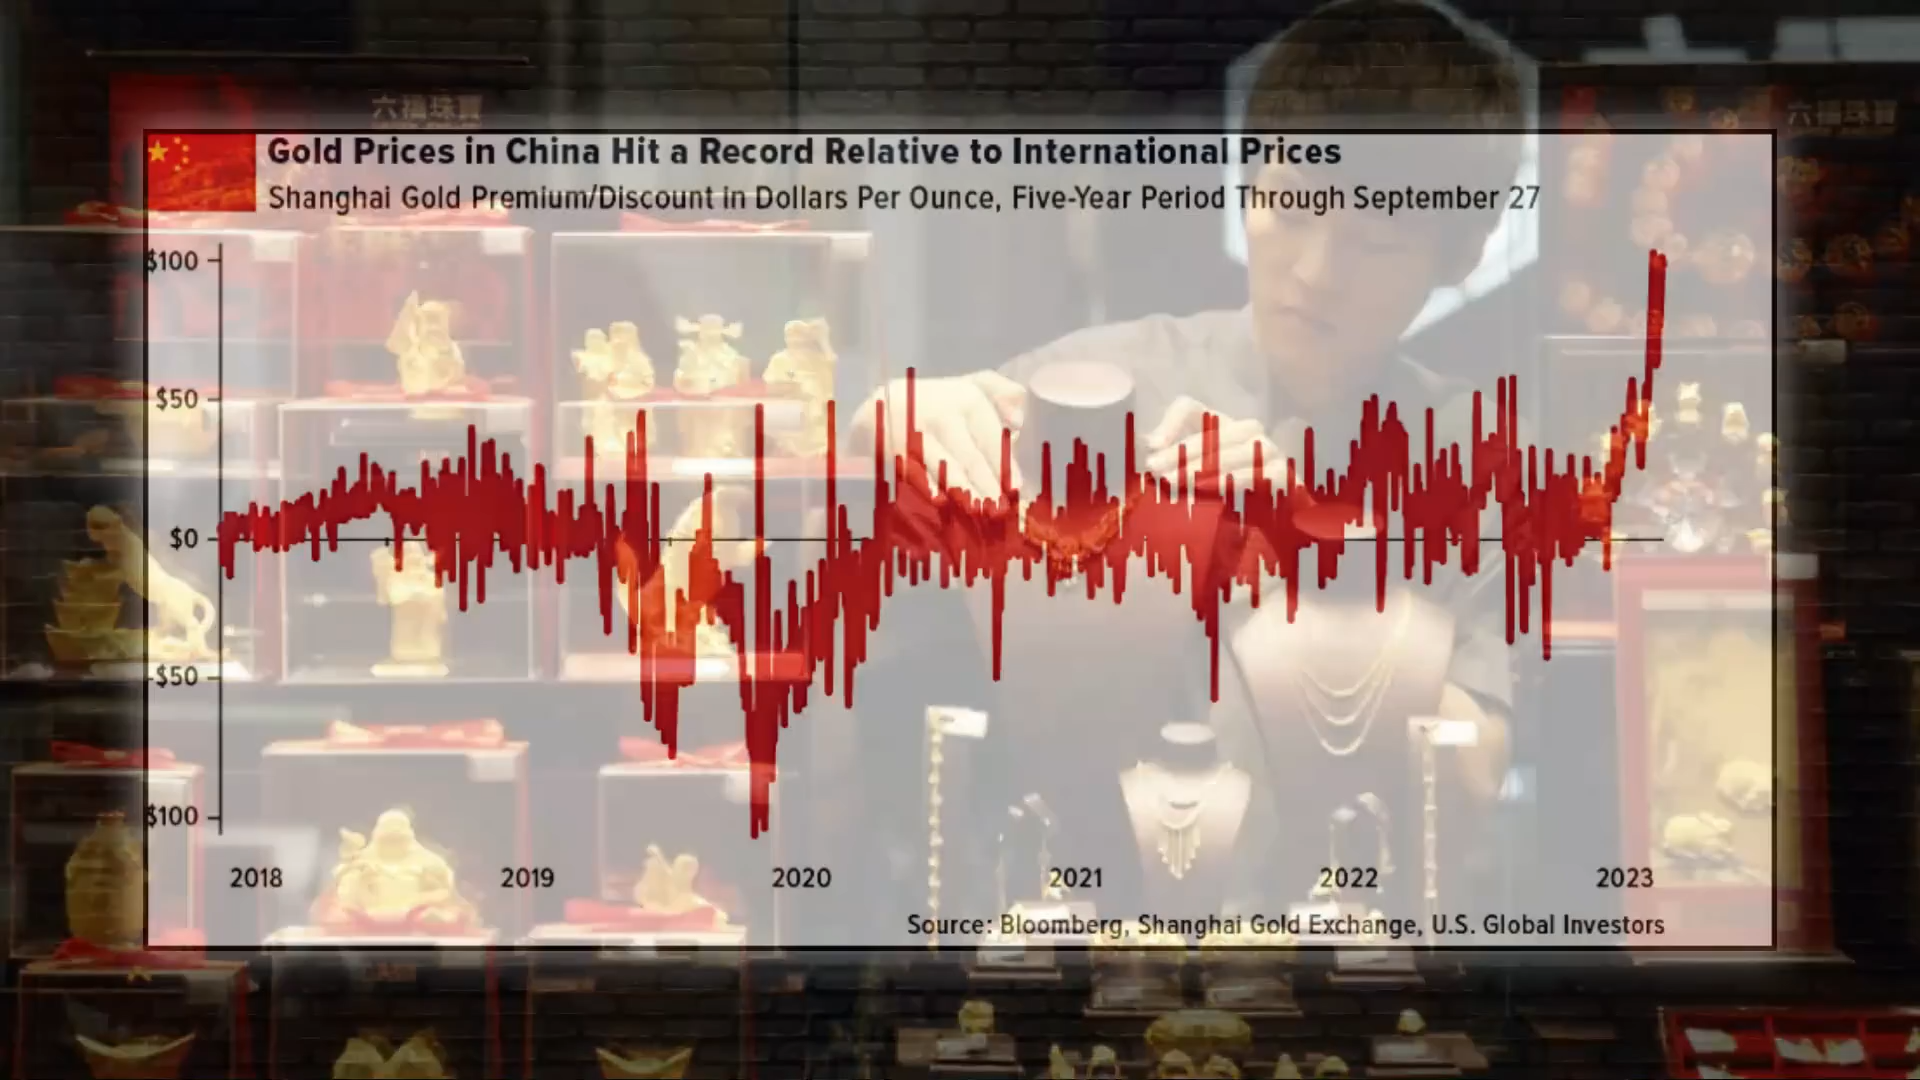 六福珠寶
六福珠寶
Gold Prices in China Hit a Record Relative to International Prices
Shanghai Gold Premium/Discount in Dollars Per Ounce, Five-Year Period Through September 27
$100
$50
$0
-$50
$100
2018 2019 2020 2021 2022 2023
Source: Bloomberg, Shanghai Gold Exchange, U.S. Global Investors